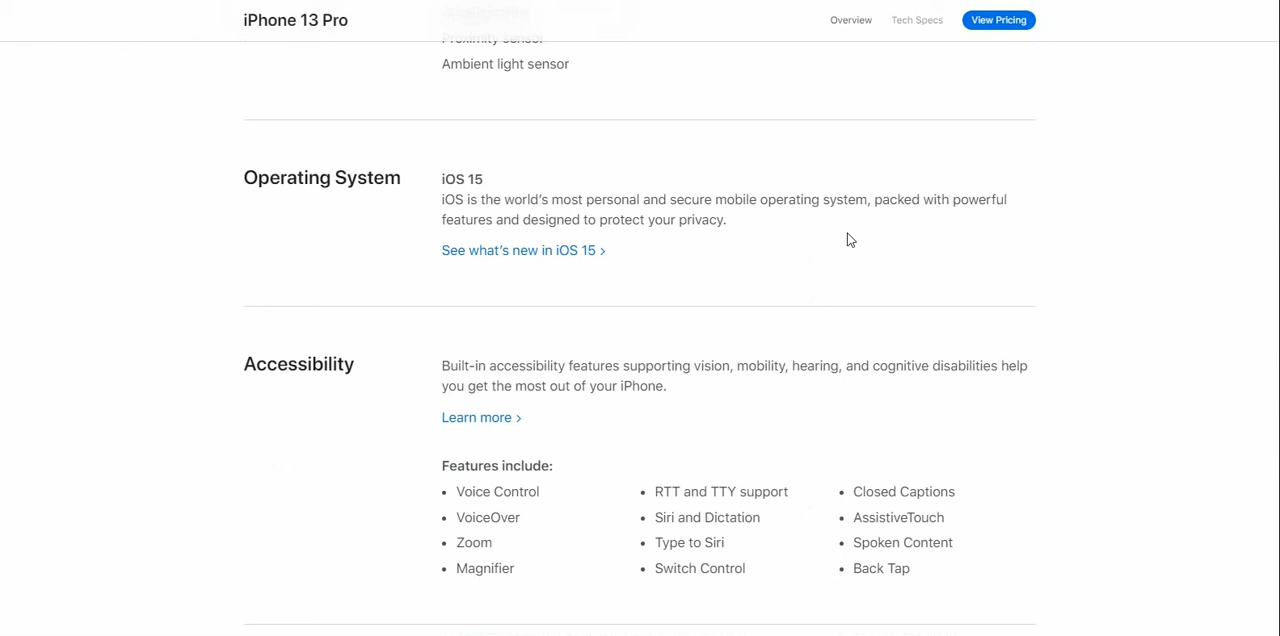 iPhone 13 Pro
Overview
Tech Specs
View Pricing
Proximity sensor
Ambient light sensor
Operating System
iOS 15
iOS is the world's most personal and secure mobile operating system, packed with powerful
features and designed to protect your privacy.
See what's new in iOS 15 >
Accessibility
Built-in accessibility features supporting vision, mobility, hearing, and cognitive disabilities help
you get the most out of your iPhone.
Learn more >
Features include:
• Voice Control
• VoiceOver
• Zoom
• Magnifier
• RTT and TTY support
• Siri and Dictation
• Type to Siri
• Switch Control
• Closed Captions
• AssistiveTouch
• Spoken Content
• Back Tap